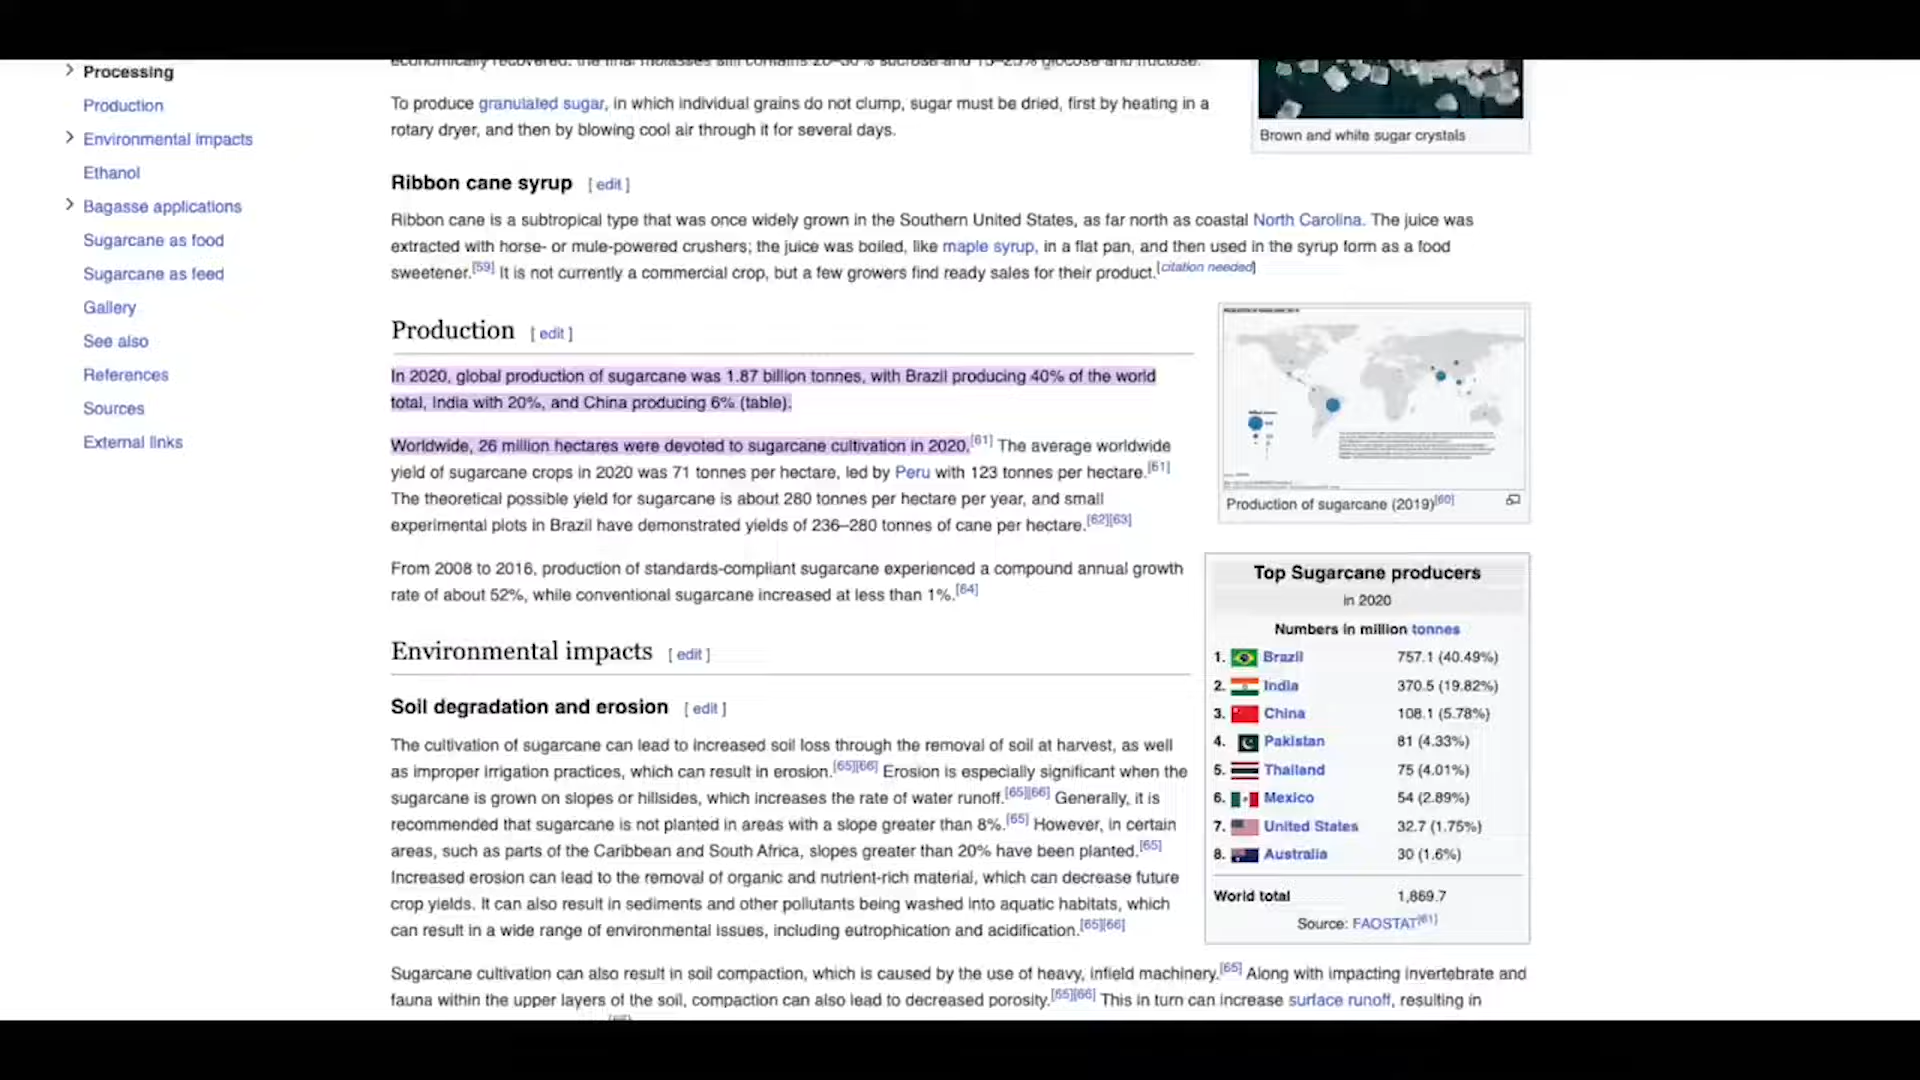 Processing
Production
Environmental impacts
Ethanol
Bagasse applications
Sugarcane as food
Sugarcane as feed
Gallery
See also
References
Sources
External links
economically recovered: the final molasses still contains 20–30% sucrose and 15–25% glucose and fructose.
To produce granulated sugar, in which individual grains do not clump, sugar must be dried, first by heating in a
rotary dryer, and then by blowing cool air through it for several days.
Brown and white sugar crystals
Ribbon cane syrup [ edit ]
Ribbon cane is a subtropical type that was once widely grown in the Southern United States, as far north as coastal North Carolina. The juice was
extracted with horse- or mule-powered crushers; the juice was boiled, like maple syrup, in a flat pan, and then used in the syrup form as a food
sweetener.[59] It is not currently a commercial crop, but a few growers find ready sales for their product.[citation needed]
Production [ edit ]
In 2020, global production of sugarcane was 1.87 billion tonnes, with Brazil producing 40% of the world
total, India with 20%, and China producing 6% (table).
Worldwide, 26 million hectares were devoted to sugarcane cultivation in 2020.[61] The average worldwide
yield of sugarcane crops in 2020 was 71 tonnes per hectare, led by Peru with 123 tonnes per hectare.[61]
The theoretical possible yield for sugarcane is about 280 tonnes per hectare per year, and small
experimental plots in Brazil have demonstrated yields of 236–280 tonnes of cane per hectare.[62][63]
From 2008 to 2016, production of standards-compliant sugarcane experienced a compound annual growth
rate of about 52%, while conventional sugarcane increased at less than 1%.[64]
Production of sugarcane (2019)[60]
Top Sugarcane producers
in 2020
Numbers in million tonnes
1. Brazil 757.1 (40.49%)
2. India 370.5 (19.82%)
3. China 108.1 (5.78%)
4. Pakistan 81 (4.33%)
5. Thailand 75 (4.01%)
6. Mexico 54 (2.89%)
7. United States 32.7 (1.75%)
8. Australia 30 (1.6%)
World total 1,869.7
Source: FAOSTAT[61]
Environmental impacts [ edit ]
Soil degradation and erosion [ edit ]
The cultivation of sugarcane can lead to increased soil loss through the removal of soil at harvest, as well
as improper irrigation practices, which can result in erosion.[65][66] Erosion is especially significant when the
sugarcane is grown on slopes or hillsides, which increases the rate of water runoff.[65][66] Generally, it is
recommended that sugarcane is not planted in areas with a slope greater than 8%.[65] However, in certain
areas, such as parts of the Caribbean and South Africa, slopes greater than 20% have been planted.[65]
Increased erosion can lead to the removal of organic and nutrient-rich material, which can decrease future
crop yields. It can also result in sediments and other pollutants being washed into aquatic habitats, which
can result in a wide range of environmental issues, including eutrophication and acidification.[65][66]
Sugarcane cultivation can also result in soil compaction, which is caused by the use of heavy, infield machinery.[65] Along with impacting invertebrate and
fauna within the upper layers of the soil, compaction can also lead to decreased porosity.[65][66] This in turn can increase surface runoff, resulting in